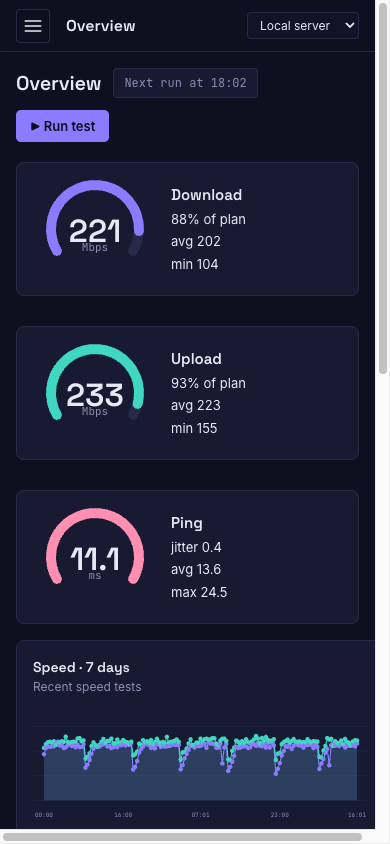 Overview
Local server
Overview
Next run at 18:02
Run test
221
Mbps
Download
88% of plan
avg 202
min 104
233
Mbps
Upload
93% of plan
avg 223
min 155
11.1
ms
Ping
jitter 0.4
avg 13.6
max 24.5
Speed · 7 days
Recent speed tests
00:00 16:00 07:01 23:00 16:01